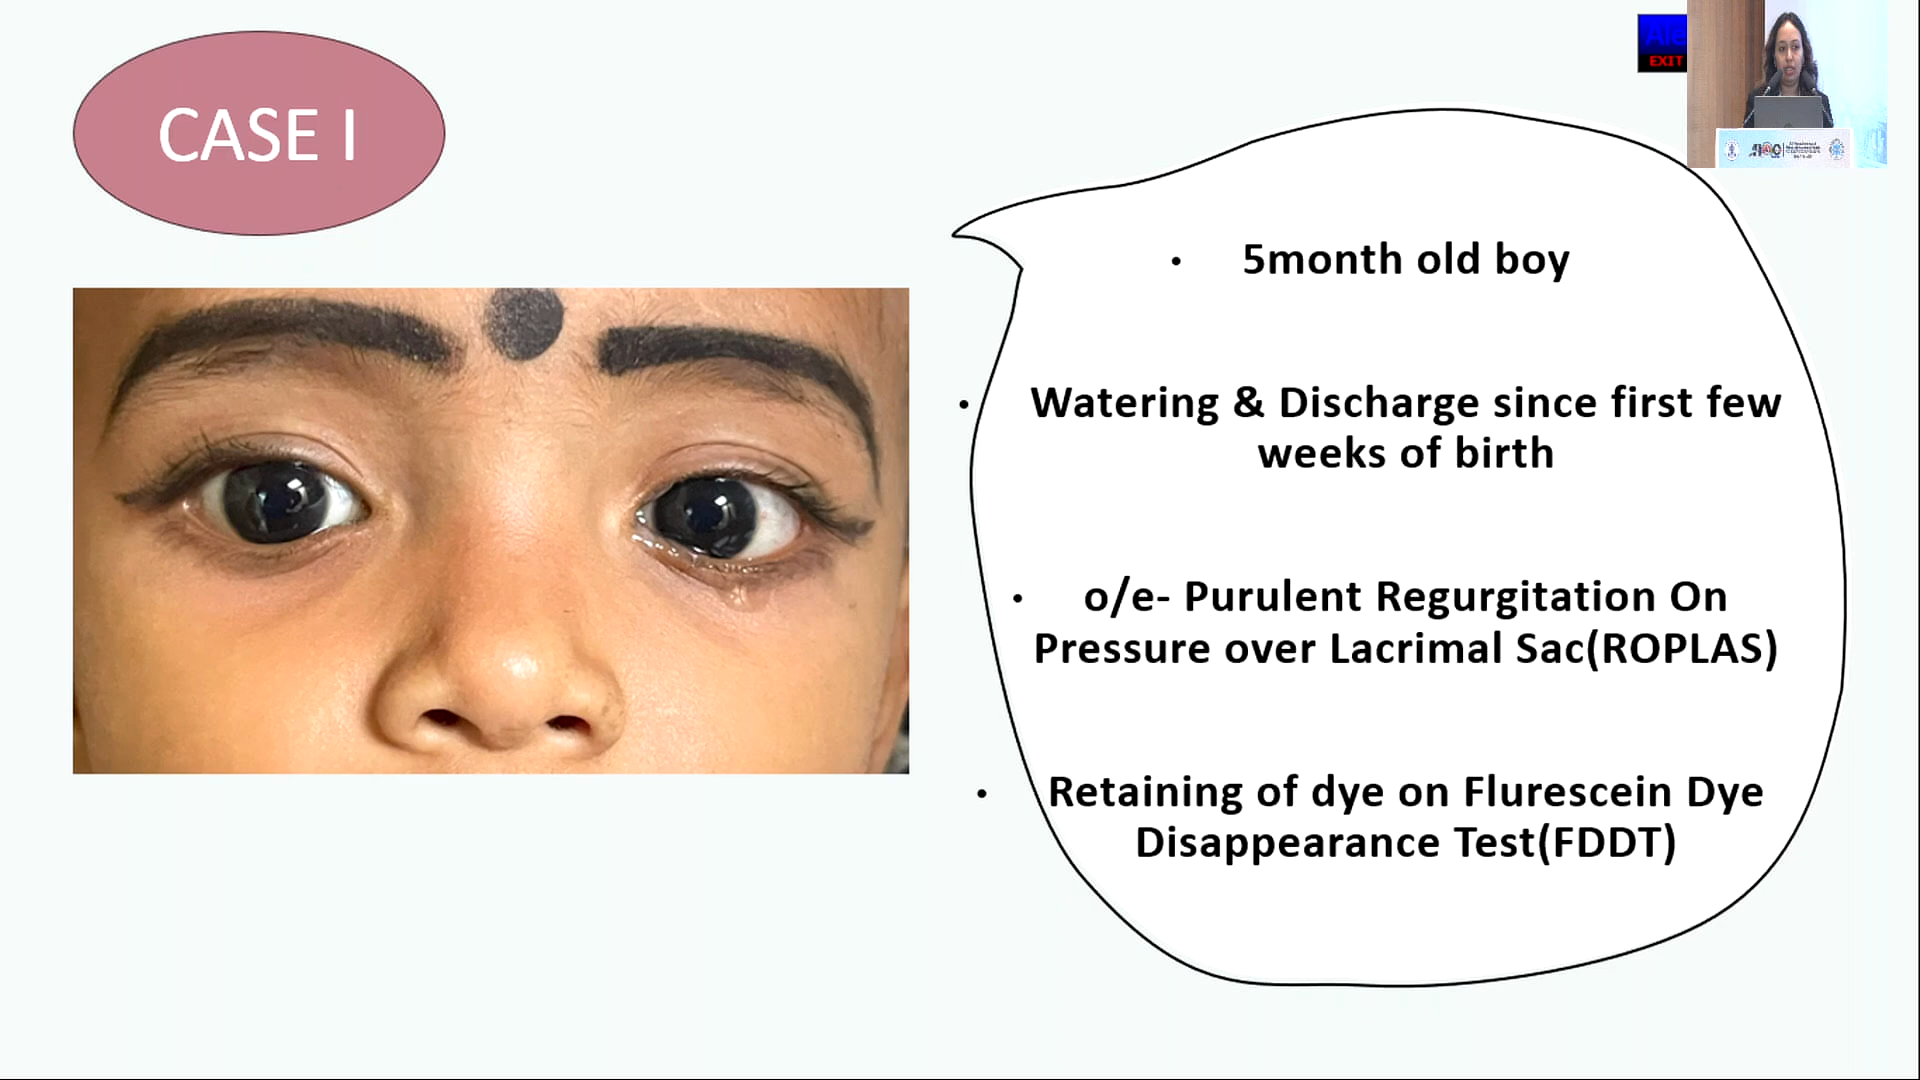 CASE I
EXIT
• 5month old boy
• Watering & Discharge since first few
weeks of birth
• o/e- Purulent Regurgitation On
Pressure over Lacrimal Sac(ROPLAS)
• Retaining of dye on Flurescein Dye
Disappearance Test(FDDT)